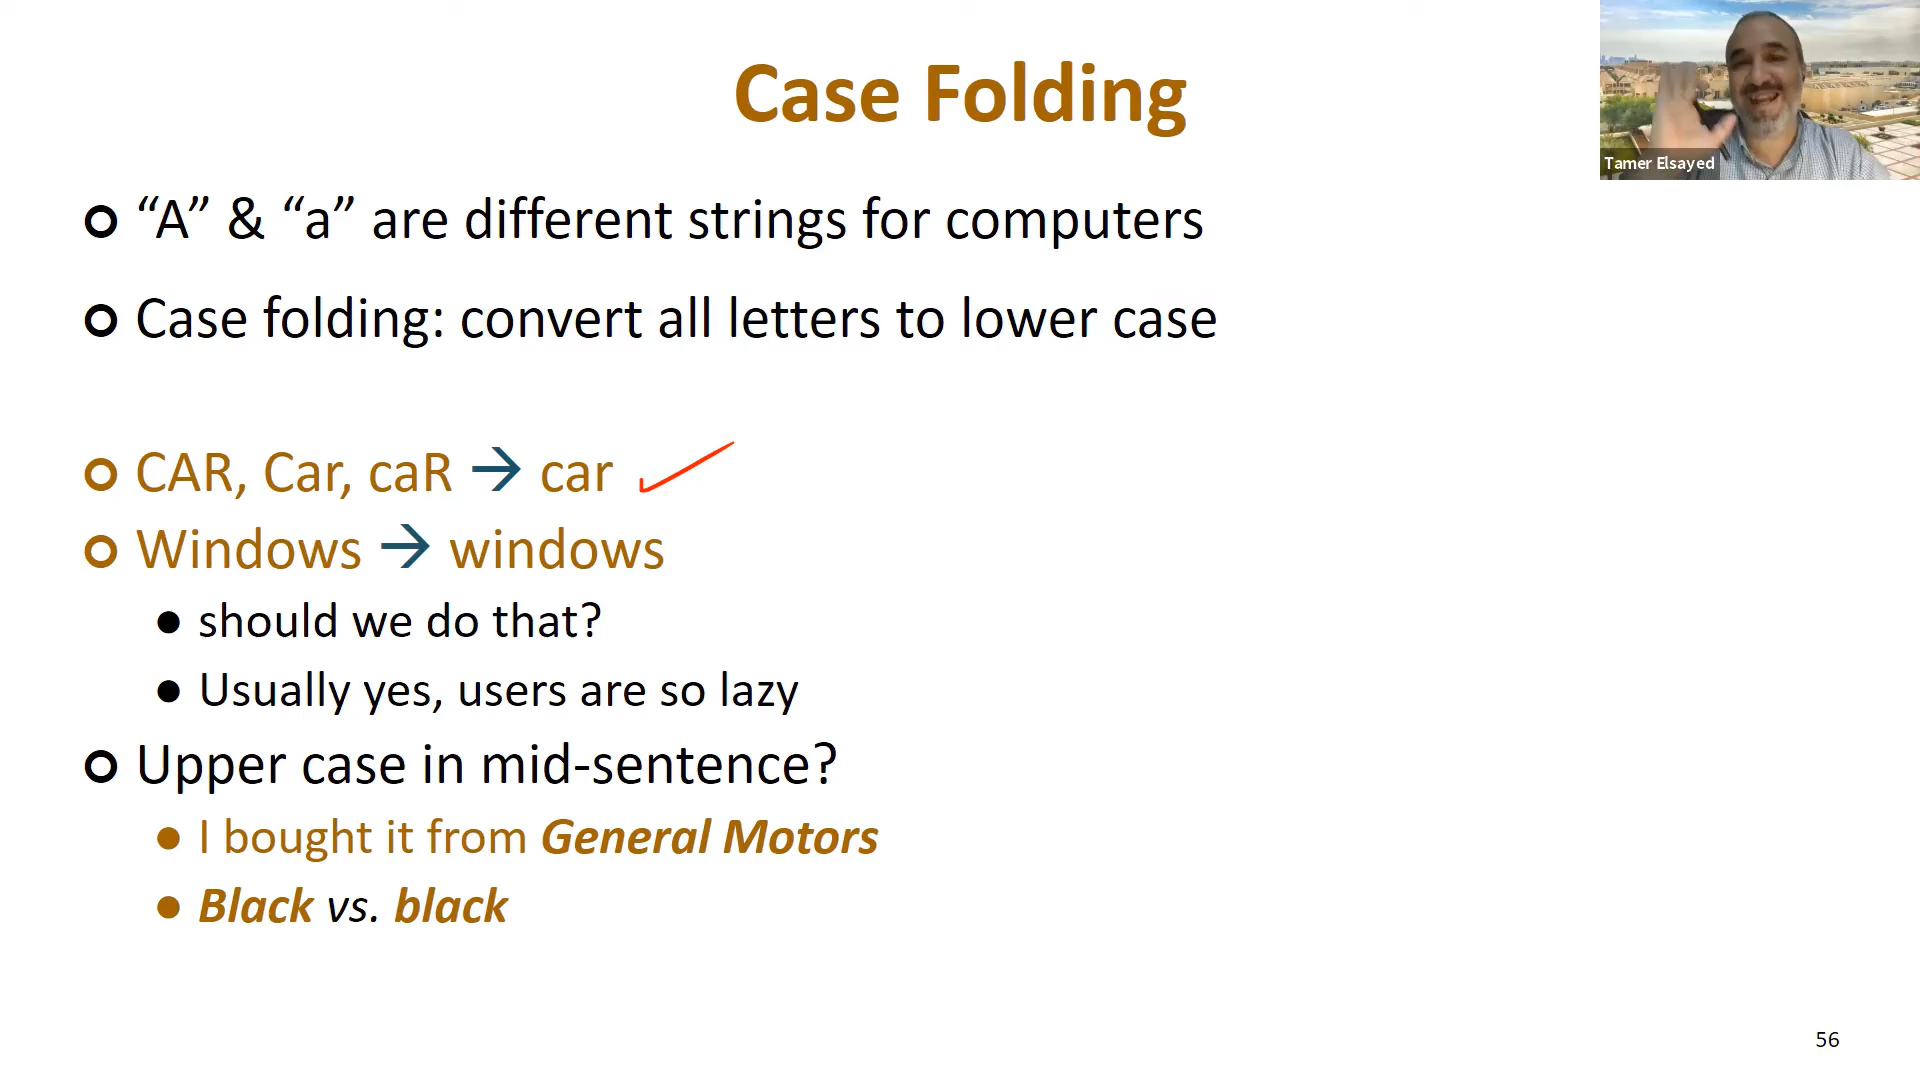 Case Folding
Tamer Elsayed
“A” & “a” are different strings for computers
Case folding: convert all letters to lower case
CAR, Car, caR → car
Windows → windows
should we do that?
Usually yes, users are so lazy
Upper case in mid-sentence?
I bought it from General Motors
Black vs. black
56